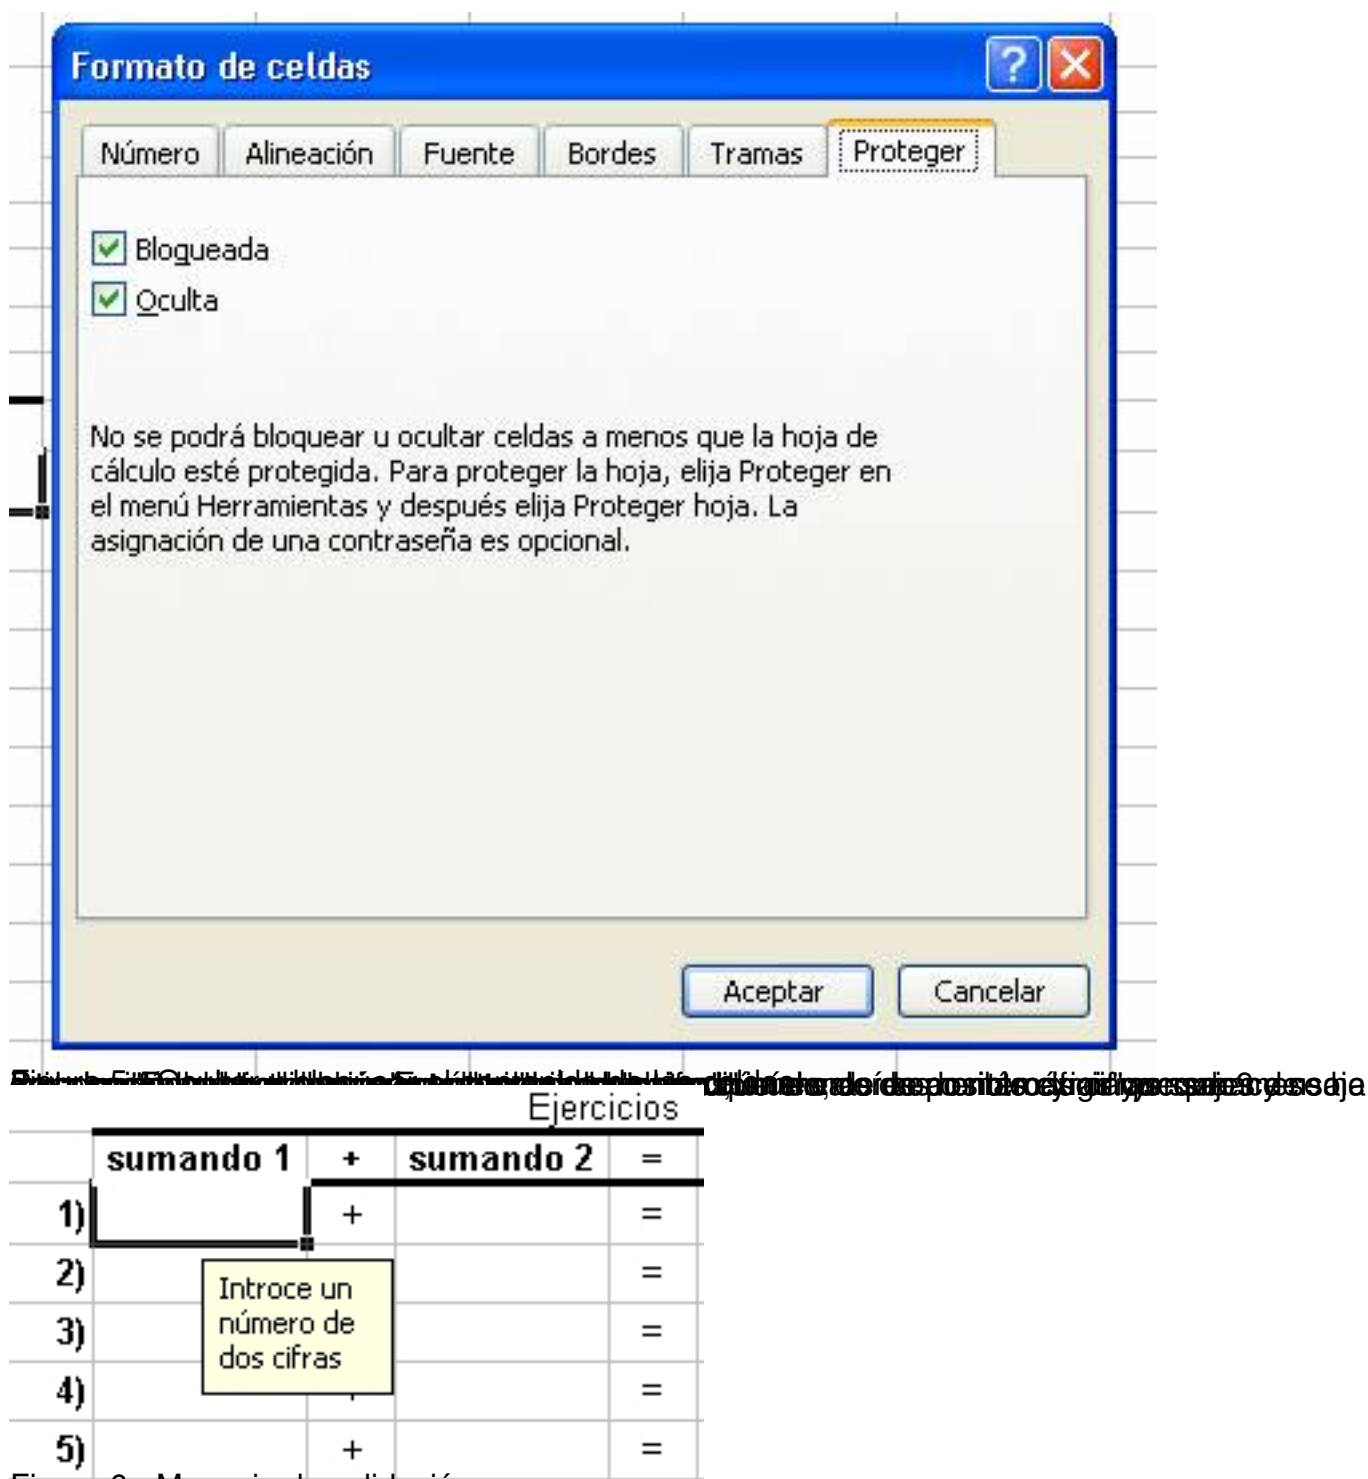 Formato de celdas
Número Alineación Fuente Bordes Tramas Proteger
Bloqueada
Oculta
No se podrá bloquear u ocultar celdas a menos que la hoja de
cálculo esté protegida. Para proteger la hoja, elija Proteger en
el menú Herramientas y después elija Proteger hoja. La
asignación de una contraseña es opcional.
Aceptar Cancelar
Ejercicios
sumando 1 + sumando 2 =
1) + =
2) =
3) =
4) =
5) + =
Introce un
número de
dos cifras